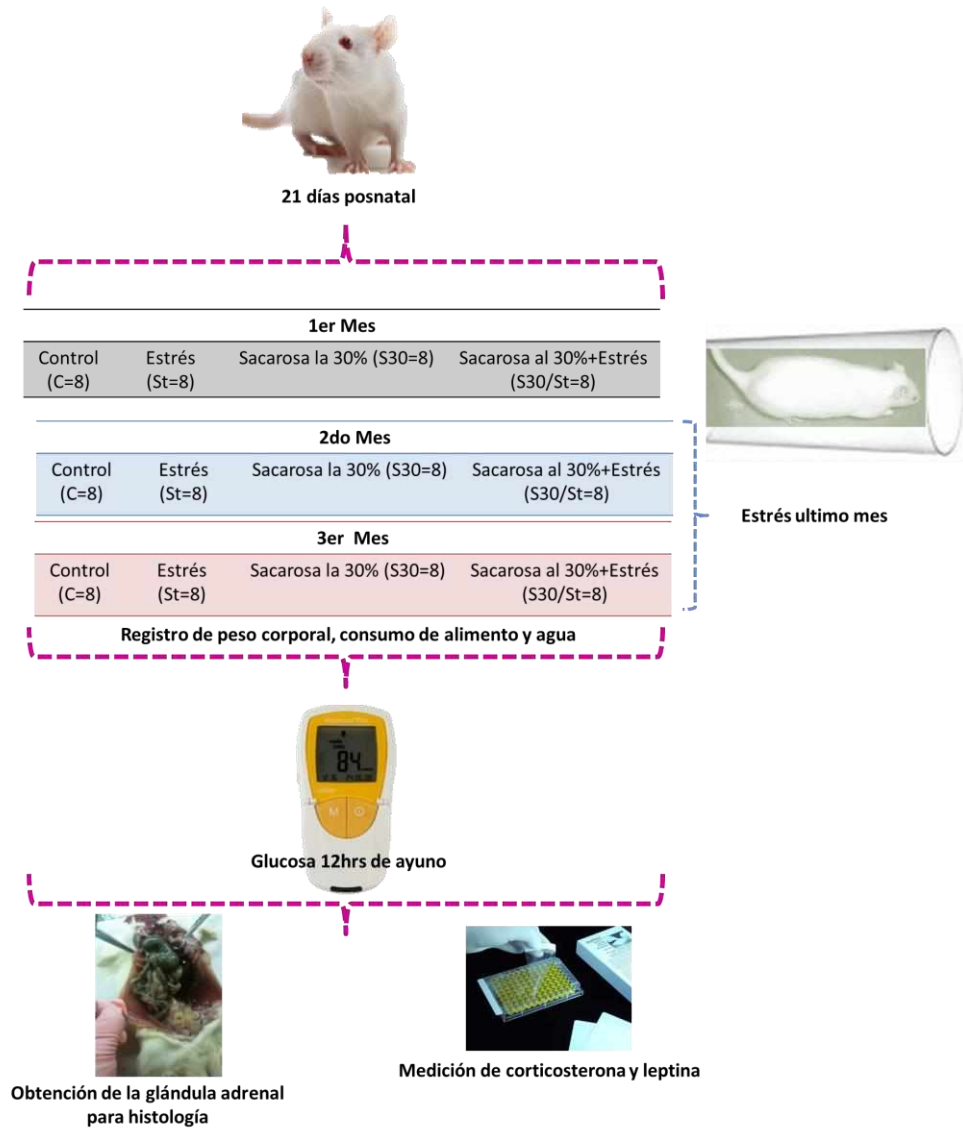 21 días posnatal
1er Mes
Control Estrés Sacarosa la 30% (S30=8) Sacarosa al 30%+Estrés
(C=8) (St=8) (S30/St=8)
2do Mes
Control Estrés Sacarosa la 30% (S30=8) Sacarosa al 30%+Estrés
(C=8) (St=8) (S30/St=8)
Estrés ultimo mes
3er Mes
Control Estrés Sacarosa la 30% (S30=8) Sacarosa al 30%+Estrés
(C=8) (St=8) (S30/St=8)
Registro de peso corporal, consumo de alimento y agua
84
M
Glucosa 12hrs de ayuno
Obtención de la glándula adrenal
para histología
Medición de corticosterona y leptina